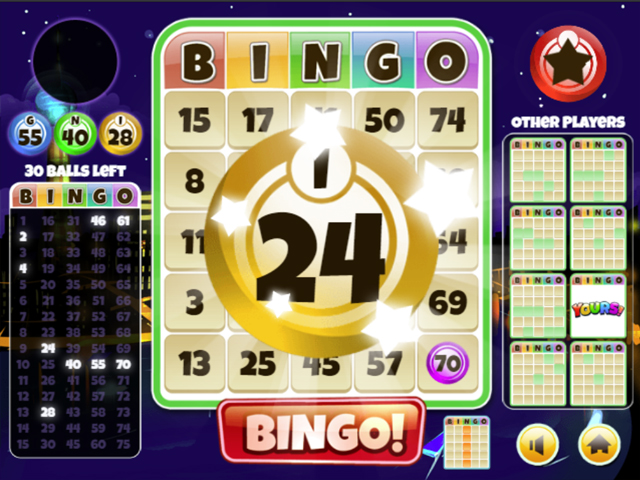 BINGO
G 55
N 40
I 28
30 BALLS LEFT
BINGO
1 16 31 46 61
2 17 32 47 62
3 18 33 48 63
4 19 34 49 64
5 20 35 50 65
6 21 36 51 66
7 22 37 52 67
8 23 38 53 68
9 24 39 54 69
10 25 40 55 70
11 26 41 56 71
12 27 42 57 72
13 28 43 58 73
14 29 44 59 74
15 30 45 60 75
15 17 50 74
8
I
24
11 64
3 69
13 25 45 57 70
BINGO!
BINGO
OTHER PLAYERS
BINGO BINGO
BINGO BINGO
BINGO BINGO
YOURS!
BINGO BINGO